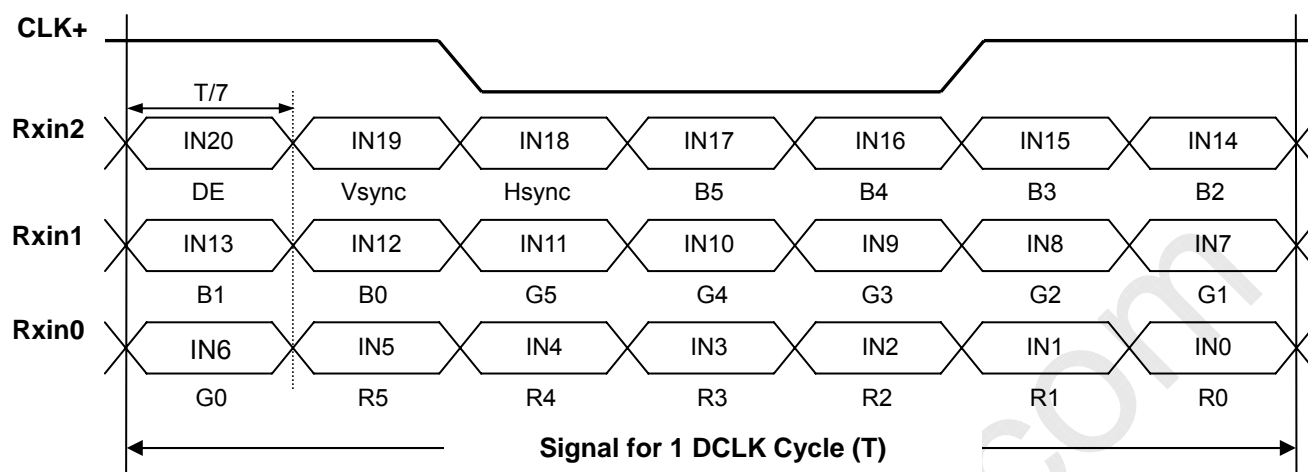 CLK+
T/7
Rxin2
IN20 IN19 IN18 IN17 IN16 IN15 IN14
DE Vsync Hsync B5 B4 B3 B2
Rxin1
IN13 IN12 IN11 IN10 IN9 IN8 IN7
B1 B0 G5 G4 G3 G2 G1
Rxin0
IN6 IN5 IN4 IN3 IN2 IN1 IN0
G0 R5 R4 R3 R2 R1 R0
Signal for 1 DCLK Cycle (T)
com